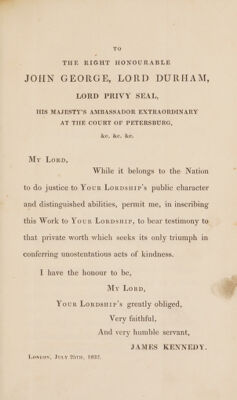 TO
THE RIGHT HONOURABLE
JOHN GEORGE, LORD DURHAM,
LORD PRIVY SEAL,
HIS MAJESTY'S AMBASSADOR EXTRAORDINARY
AT THE COURT OF PETERSBURG,
&c. &c. &c.
MY LORD,
While it belongs to the Nation
to do justice to YOUR LORDSHIP's public character
and distinguished abilities, permit me, in inscribing
this Work to YOUR LORDSHIP, to bear testimony to
that private worth which seeks its only triumph in
conferring unostentatious acts of kindness.
I have the honour to be,
MY LORD,
YOUR LORDSHIP's greatly obliged,
Very faithful,
And very humble servant,
JAMES KENNEDY.
LONDON, JULY 25TH, 1832.